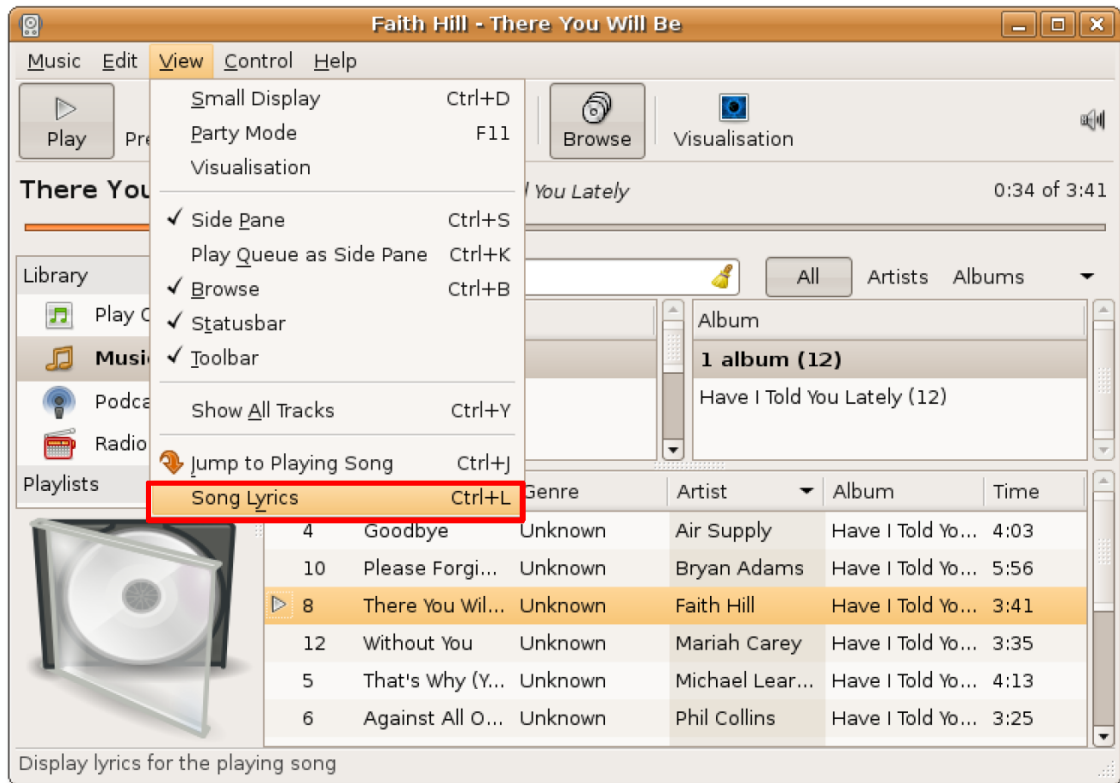 Faith Hill - There You Will Be
Music Edit View Control Help
Small Display Ctrl+D
Party Mode F11
Visualisation
Side Pane Ctrl+S
Play Queue as Side Pane Ctrl+K
Browse Ctrl+B
Statusbar
Toolbar
Show All Tracks Ctrl+Y
Jump to Playing Song Ctrl+J
Song Lyrics Ctrl+L
Play Browse Visualisation
There You Lately 0:34 of 3:41
Library All Artists Albums
Play
Album
1 album (12)
Have I Told You Lately (12)
Radio
Playlists
Genre Artist Album Time
4 Goodbye Unknown Air Supply Have I Told Yo... 4:03
10 Please Forgi... Unknown Bryan Adams Have I Told Yo... 5:56
8 There You Wil... Unknown Faith Hill Have I Told Yo... 3:41
12 Without You Unknown Mariah Carey Have I Told Yo... 3:35
5 That's Why (Y... Unknown Michael Lear... Have I Told Yo... 4:13
6 Against All O... Unknown Phil Collins Have I Told Yo... 3:25
Display lyrics for the playing song